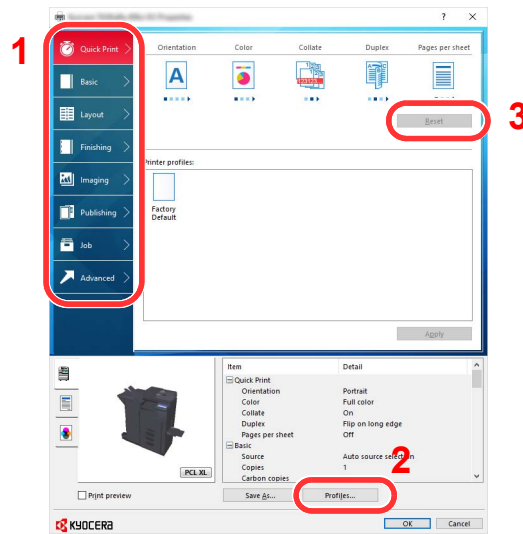 ? ×
1
Quick Print
Basic
Layout
Finishing
Imaging
Publishing
Job
Advanced
Orientation Color Collate Duplex Pages per sheet
A
123123
Reset
3
Printer profiles:
Factory
Default
Apply
Item Detail
Quick Print
Orientation Portrait
Color Full color
Collate On
Duplex Flip on long edge
Pages per sheet Off
Basic
Source Auto source selection
Copies 1
Carbon copies
PCL XL
2
Print preview
Save As...
Profiles...
KYOCERA
OK Cancel